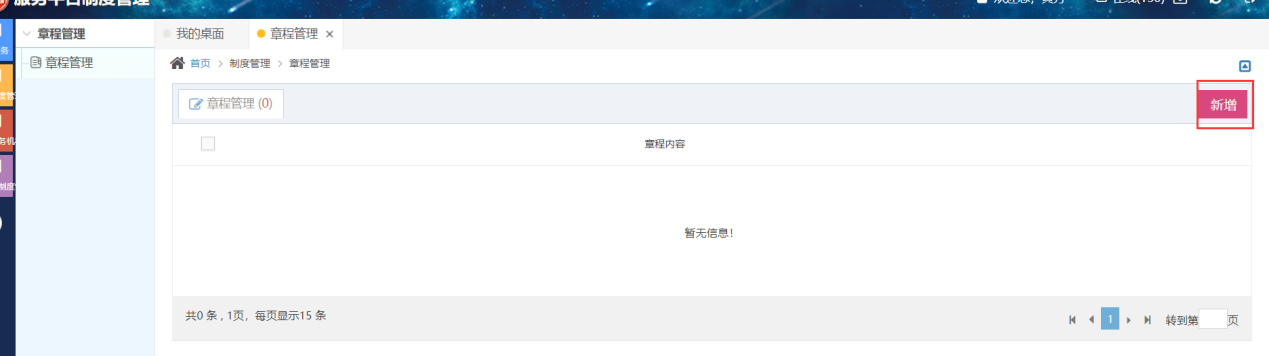 服务平台制度管理
在线(196)
章程管理
章程管理
我的桌面
章程管理 ×
首页 > 制度管理 > 章程管理
章程管理 (0)
新增
章程内容
暂无信息!
共0 条 , 1页, 每页显示15 条
1
转到第 页